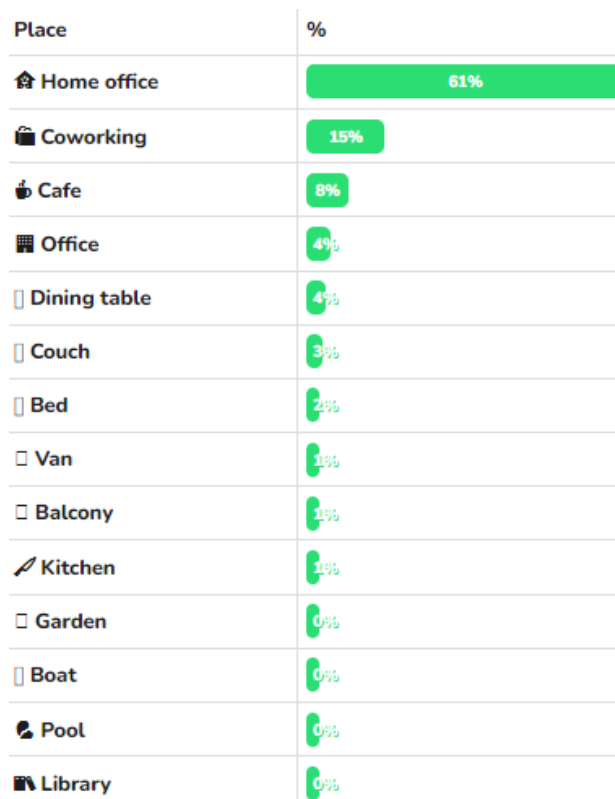 Place %
Home office 61%
Coworking 15%
Cafe 8%
Office 4%
Dining table 4%
Couch 3%
Bed 2%
Van 1%
Balcony 1%
Kitchen 1%
Garden 0%
Boat 0%
Pool 0%
Library 0%